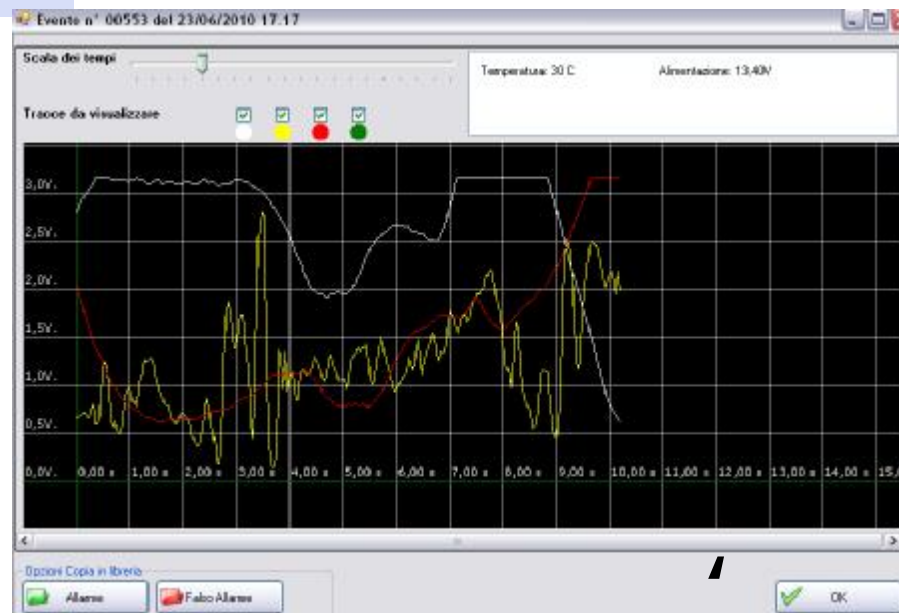 Evento n° 00553 del 23/06/2010 17.17
Scala dei tempi
Temperatura: 30 C Alimentazione: 13,40V
Tracce da visualizzare
3,0V.
2,5V.
2,0V.
1,5V.
1,0V.
0,5V.
0,0V. 0,00 s 1,00 s 2,00 s 3,00 s 4,00 s 5,00 s 6,00 s 7,00 s 8,00 s 9,00 s 10,00 s 11,00 s 12,00 s 13,00 s 14,00 s 15,
Opzioni Copia in libreria
Allarme Falso Allarme OK